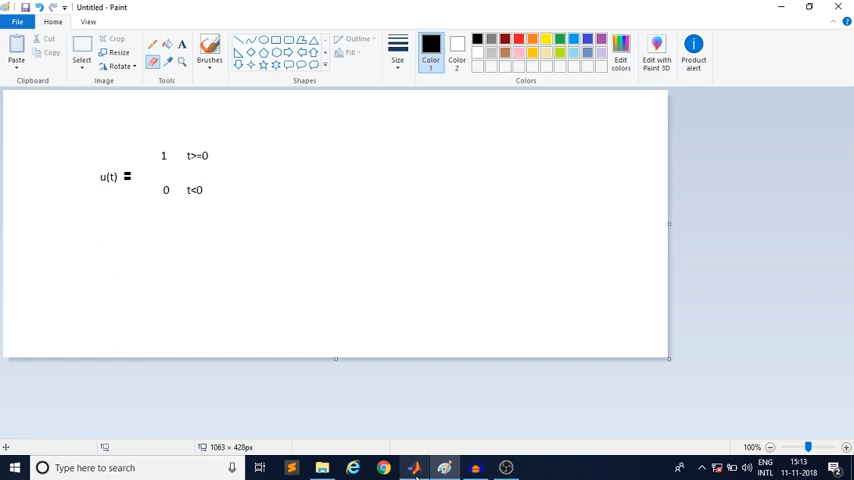 Untitled - Paint
File
Home
View
Paste
Cut
Copy
Clipboard
Select
Crop
Resize
Rotate
Image
A
Tools
Brushes
Shapes
Outline
Fill
Size
Color 1
Color 2
Colors
Edit colors
Edit with Paint 3D
Product alert
1 t>=0
u(t) =
0 t<0
1063 × 428px
100%
Type here to search
ENG
INTL
15:13
11-11-2018
2